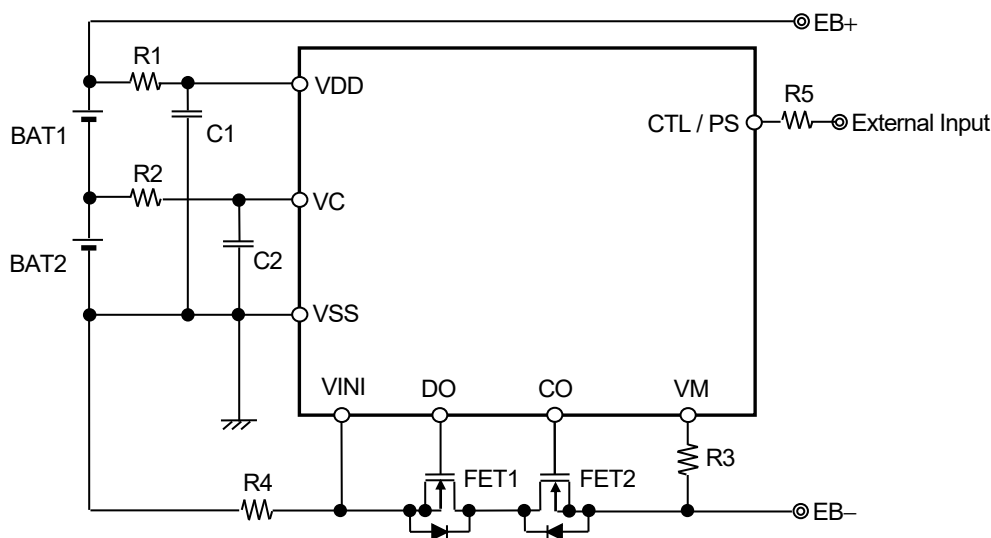 EB+
R1
VDD
R5
CTL / PS
External Input
BAT1
C1
R2
VC
BAT2
C2
VSS
VINI
DO
CO
VM
R3
R4
FET1
FET2
EB−